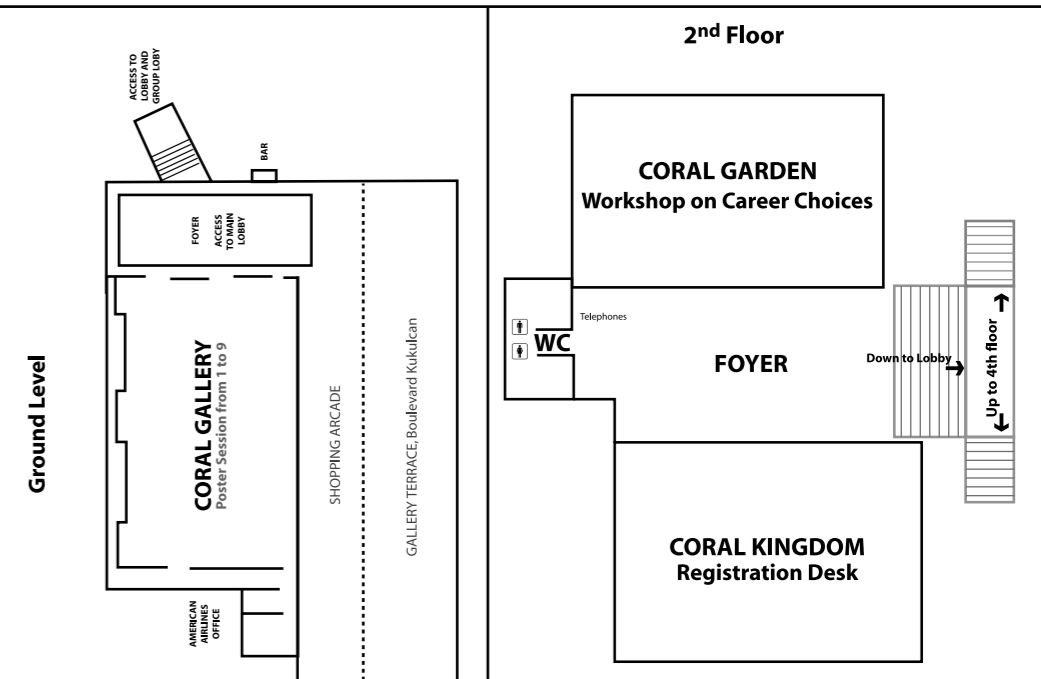 Ground Level
ACCESS TO
LOBBY AND
GROUP LOBY
BAR
FOYER
ACCESS
TO MAIN
LOBBY
CORAL GALLERY
Poster Session from 1 to 9
SHOPPING ARCADE
GALLERY TERRACE, Boulevard Kukulcan
AMERICAN
AIRLINES
OFFICE
2nd Floor
CORAL GARDEN
Workshop on Career Choices
Telephones
WC
FOYER
Down to Lobby
Up to 4th floor
CORAL KINGDOM
Registration Desk